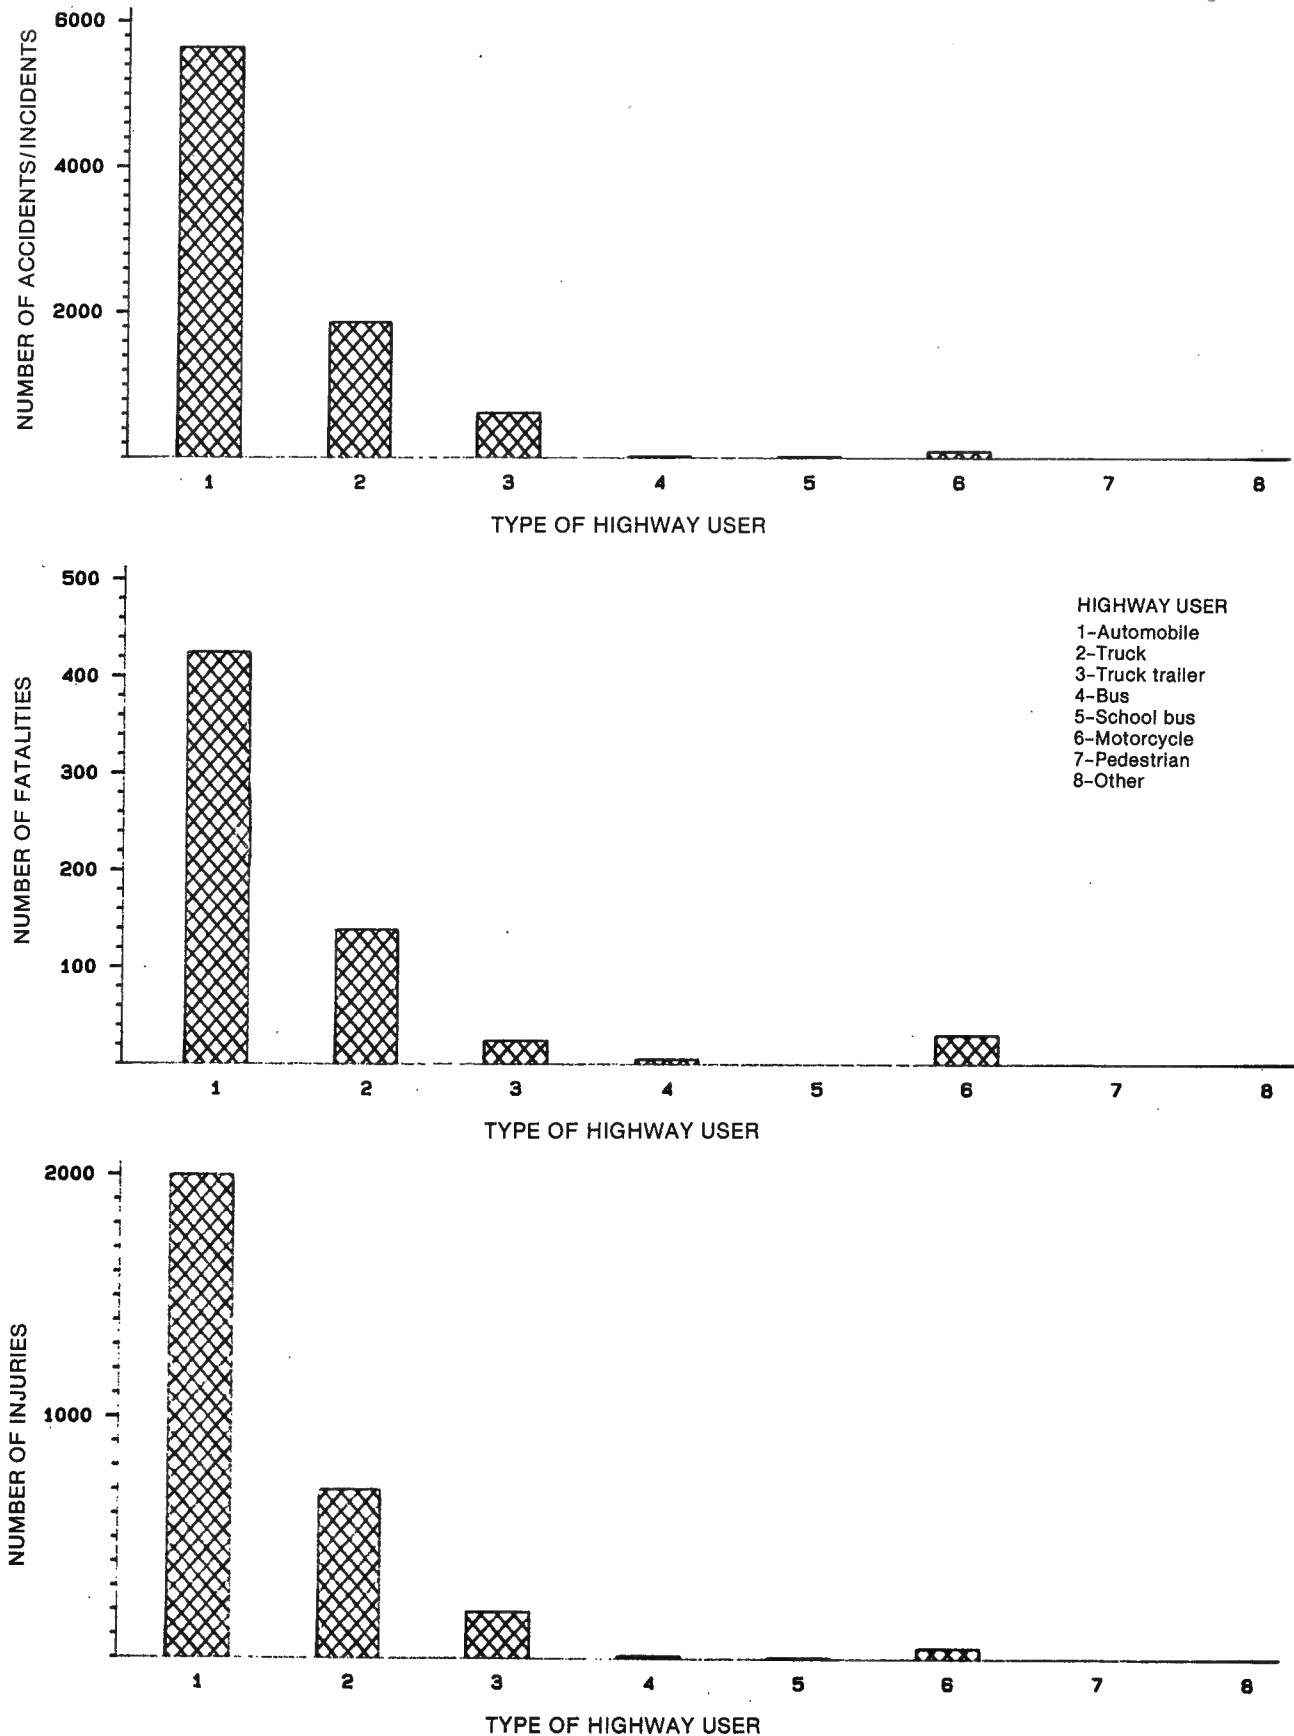 6000
4000
2000
NUMBER OF ACCIDENTS/INCIDENTS
1 2 3 4 5 6 7 8
TYPE OF HIGHWAY USER
500
400
300
200
100
NUMBER OF FATALITIES
HIGHWAY USER
1-Automobile
2-Truck
3-Truck trailer
4-Bus
5-School bus
6-Motorcycle
7-Pedestrian
8-Other
1 2 3 4 5 6 7 8
TYPE OF HIGHWAY USER
2000
1000
NUMBER OF INJURIES
1 2 3 4 5 6 7 8
TYPE OF HIGHWAY USER